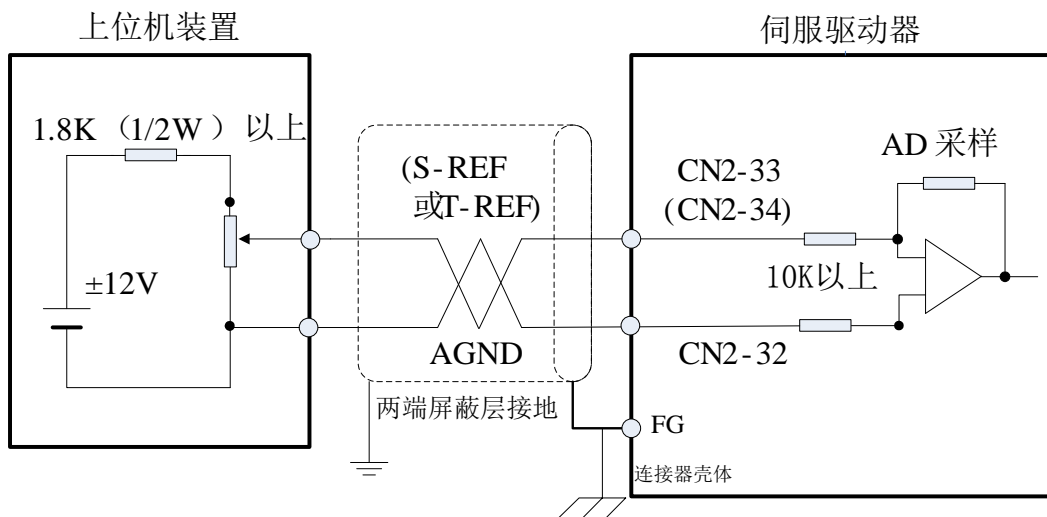 上位机装置
伺服驱动器
1.8K（1/2W）以上
±12V
(S-REF
或T-REF)
AGND
两端屏蔽层接地
CN2-33
(CN2-34)
10K以上
AD 采样
CN2-32
FG
连接器壳体